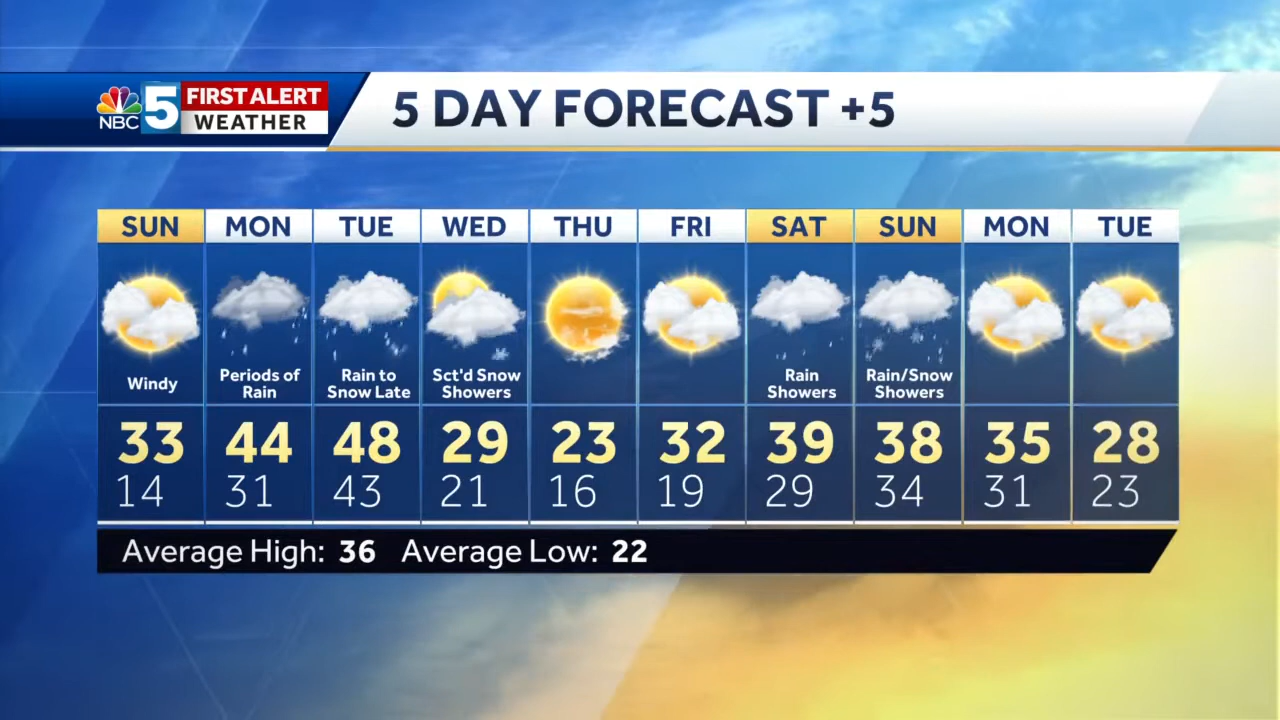 NBC 5 FIRST ALERT WEATHER
5 DAY FORECAST +5
SUN MON TUE WED THU FRI SAT SUN MON TUE
Windy
Periods of
Rain
Rain to
Snow Late
Sct'd Snow
Showers
Rain
Showers
Rain/Snow
Showers
33 44 48 29 23 32 39 38 35 28
14 31 43 21 16 19 29 34 31 23
Average High: 36 Average Low: 22